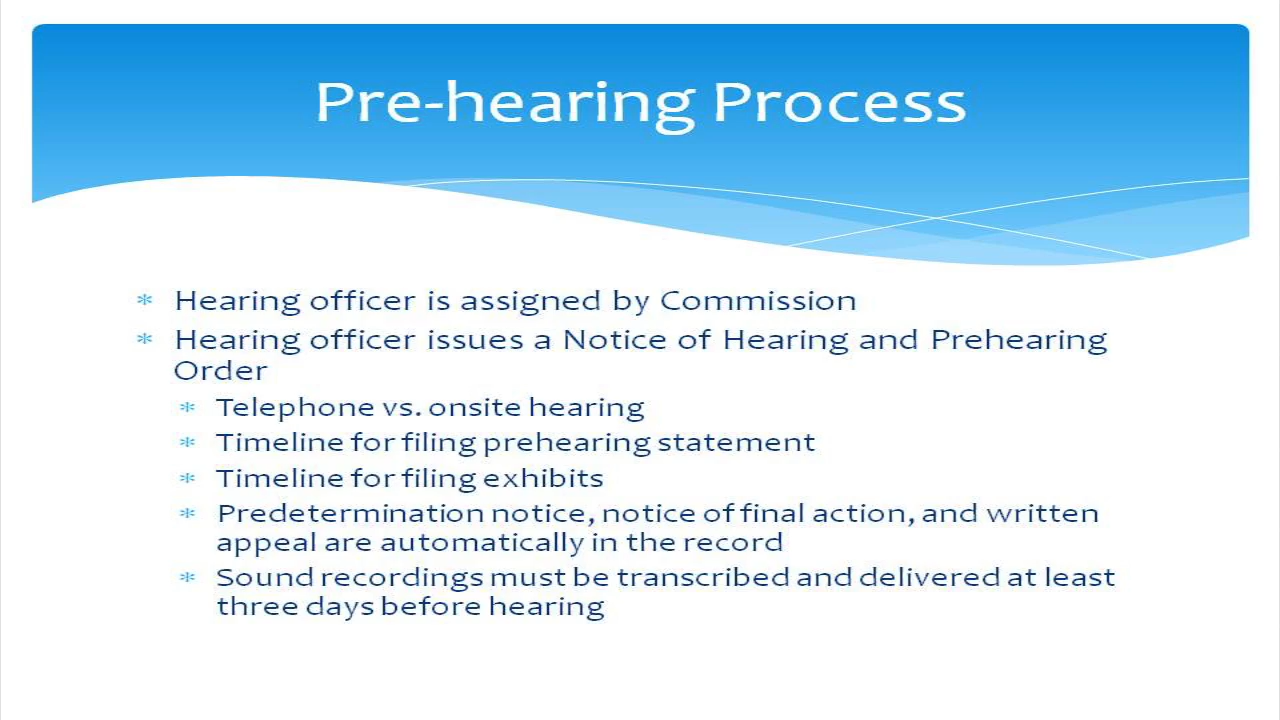 Pre-hearing Process
* Hearing officer is assigned by Commission
* Hearing officer issues a Notice of Hearing and Prehearing
Order
* Telephone vs. onsite hearing
* Timeline for filing prehearing statement
* Timeline for filing exhibits
* Predetermination notice, notice of final action, and written
appeal are automatically in the record
* Sound recordings must be transcribed and delivered at least
three days before hearing